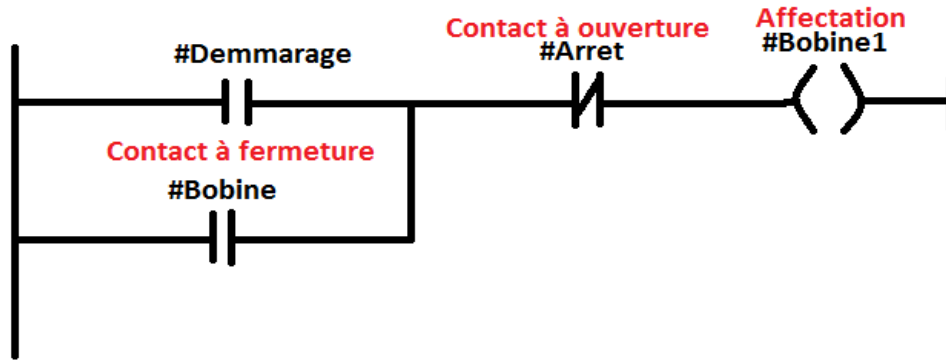 Contact à ouverture
Affectation
#Demmarage
#Arret
#Bobine1
Contact à fermeture
#Bobine